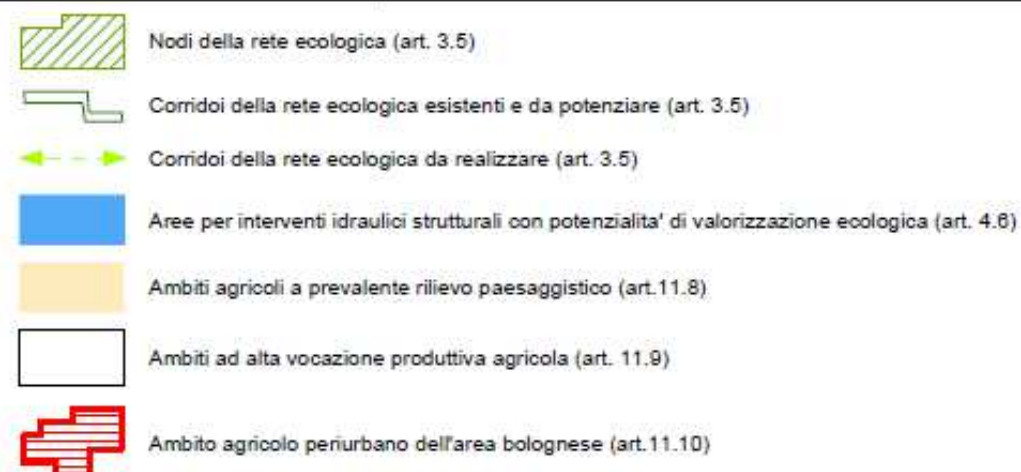 Nodi della rete ecologica (art. 3.5)
Corridoi della rete ecologica esistenti e da potenziare (art. 3.5)
Corridoi della rete ecologica da realizzare (art. 3.5)
Aree per interventi idraulici strutturali con potenzialita' di valorizzazione ecologica (art. 4.6)
Ambiti agricoli a prevalente rilievo paesaggistico (art.11.8)
Ambiti ad alta vocazione produttiva agricola (art. 11.9)
Ambito agricolo periurbano dell'area bolognese (art.11.10)